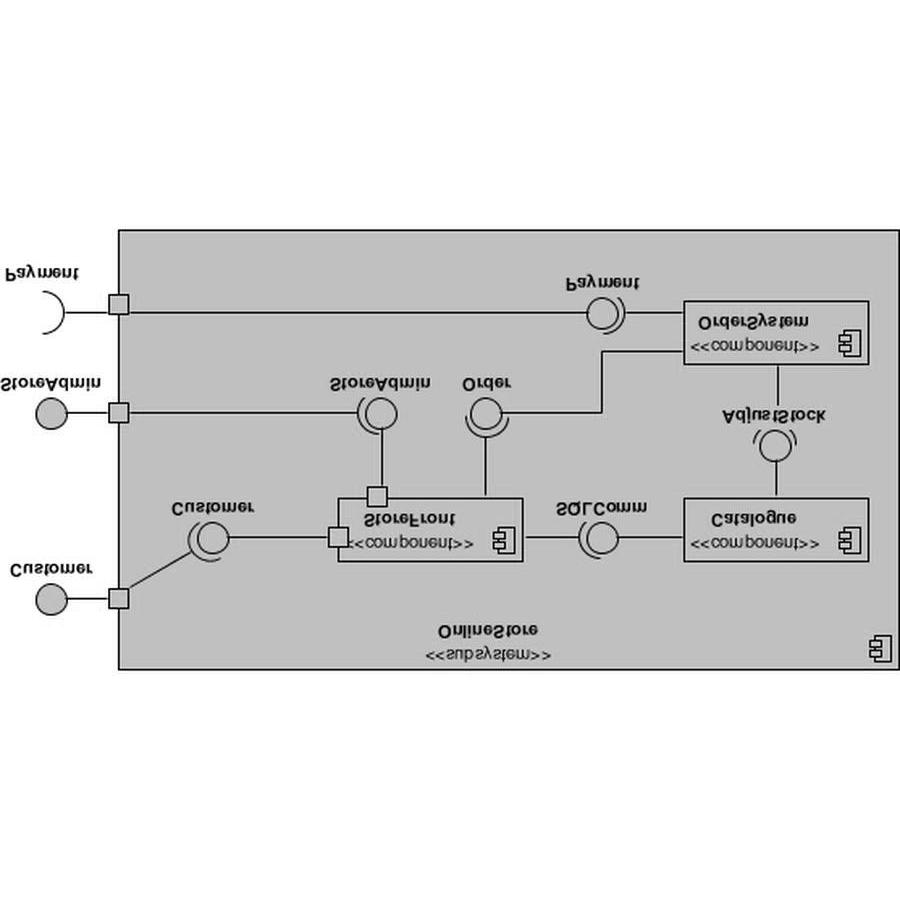 <<subsystem>>
OnlineStore
Customer
Customer
<<component>>
StoreFront
SQLComm
<<component>>
Catalogue
StoreAdmin
StoreAdmin
Order
AdjustStock
Payment
Payment
<<component>>
OrderSystem